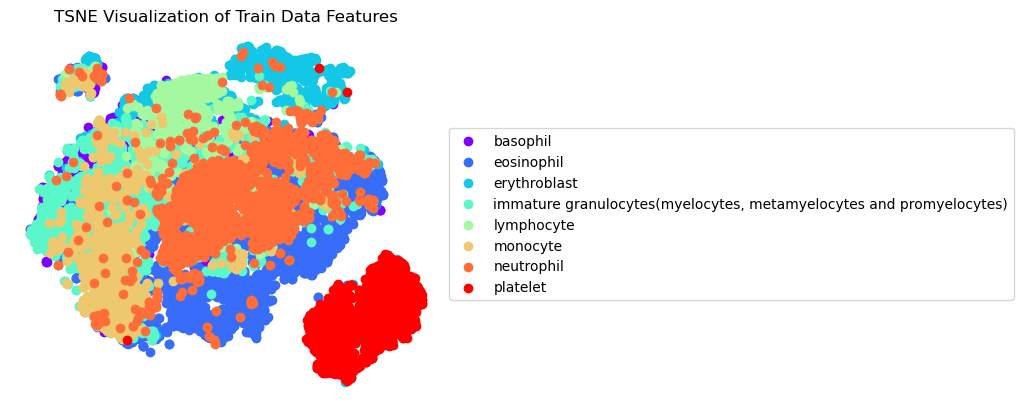 TSNE Visualization of Train Data Features
basophil
eosinophil
erythroblast
immature granulocytes(myelocytes, metamyelocytes and promyelocytes)
lymphocyte
monocyte
neutrophil
platelet